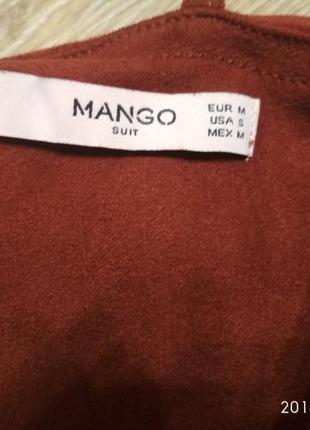 MANGO
SUIT
EUR M
USA S
MEX M
201